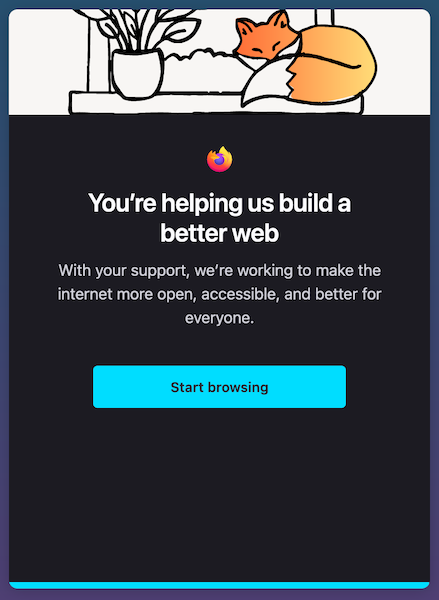 You’re helping us build a
better web
With your support, we’re working to make the
internet more open, accessible, and better for
everyone.
Start browsing